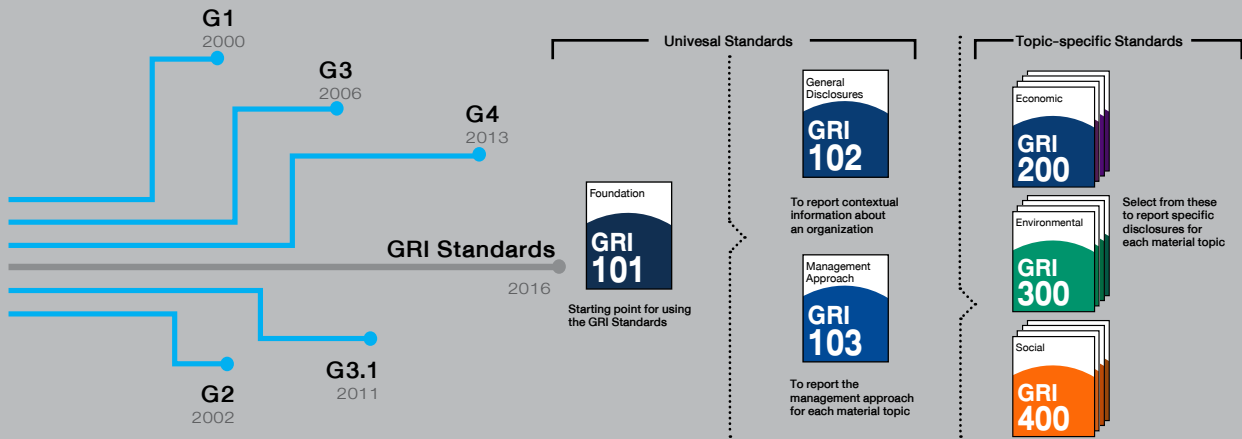 G1
2000
G3
2006
G4
2013
GRI Standards
2016
G3.1
2011
G2
2002
Univesal Standards
Foundation
GRI
101
Starting point for using
the GRI Standards
General
Disclosures
GRI
102
To report contextual
information about
an organization
Management
Approach
GRI
103
To report the
management approach
for each material topic
Topic-specific Standards
Economic
GRI
200
Environmental
GRI
300
Social
GRI
400
Select from these
to report specific
disclosures for
each material topic